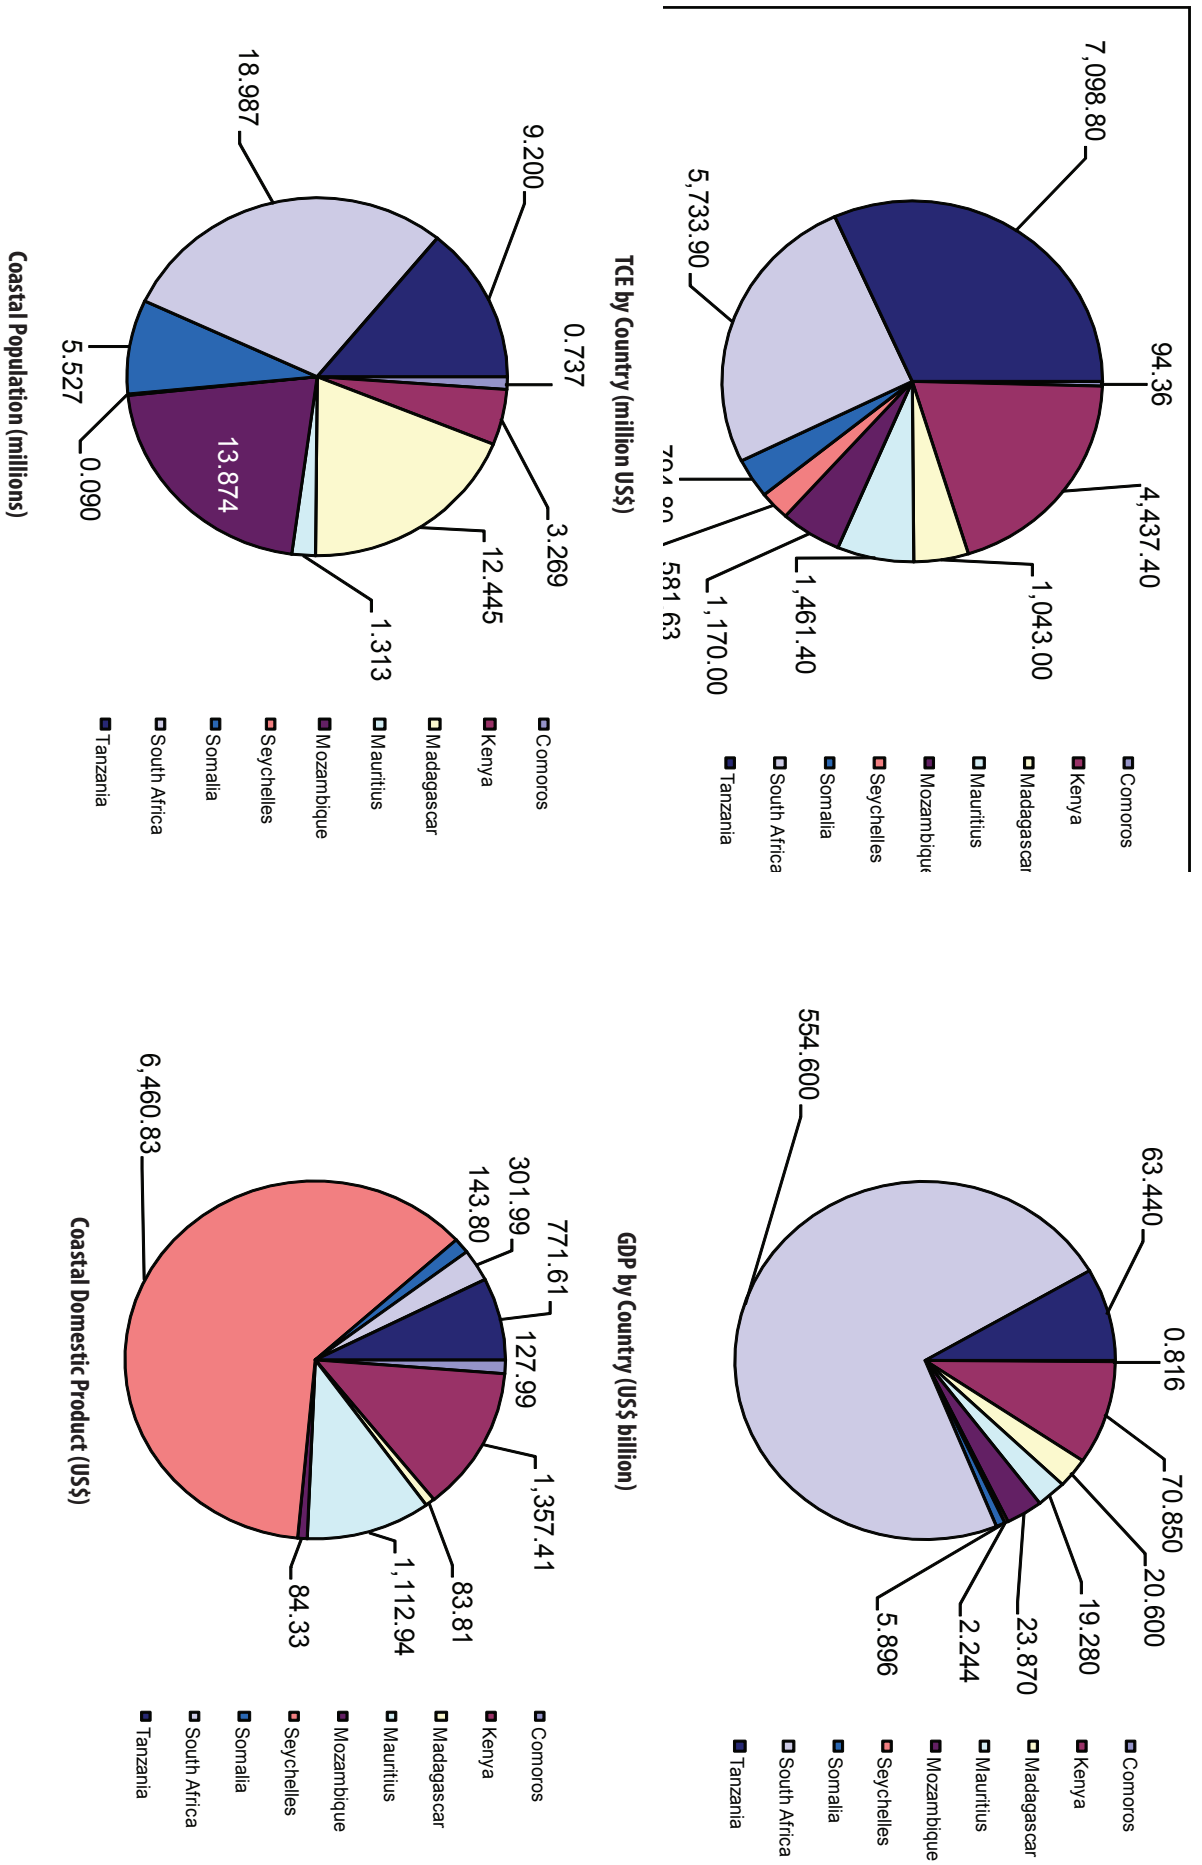 7,098.80
94.36
4,437.40
1,043.00
1,461.40
1,170.00
581.63
5,733.90
Comoros
Kenya
Madagascar
Mauritius
Mozambique
Seychelles
Somalia
South Africa
Tanzania
TCE by Country (million US$)
63.440
0.816
70.850
20.600
19.280
23.870
2.244
5.896
554.600
Comoros
Kenya
Madagascar
Mauritius
Mozambique
Seychelles
Somalia
South Africa
Tanzania
GDP by Country (US$ billion)
9.200
0.737
3.269
12.445
1.313
13.874
0.090
5.527
18.987
Comoros
Kenya
Madagascar
Mauritius
Mozambique
Seychelles
Somalia
South Africa
Tanzania
Coastal Population (millions)
771.61
127.99
1,357.41
83.81
1,112.94
84.33
6,460.83
143.80
301.99
Comoros
Kenya
Madagascar
Mauritius
Mozambique
Seychelles
Somalia
South Africa
Tanzania
Coastal Domestic Product (US$)